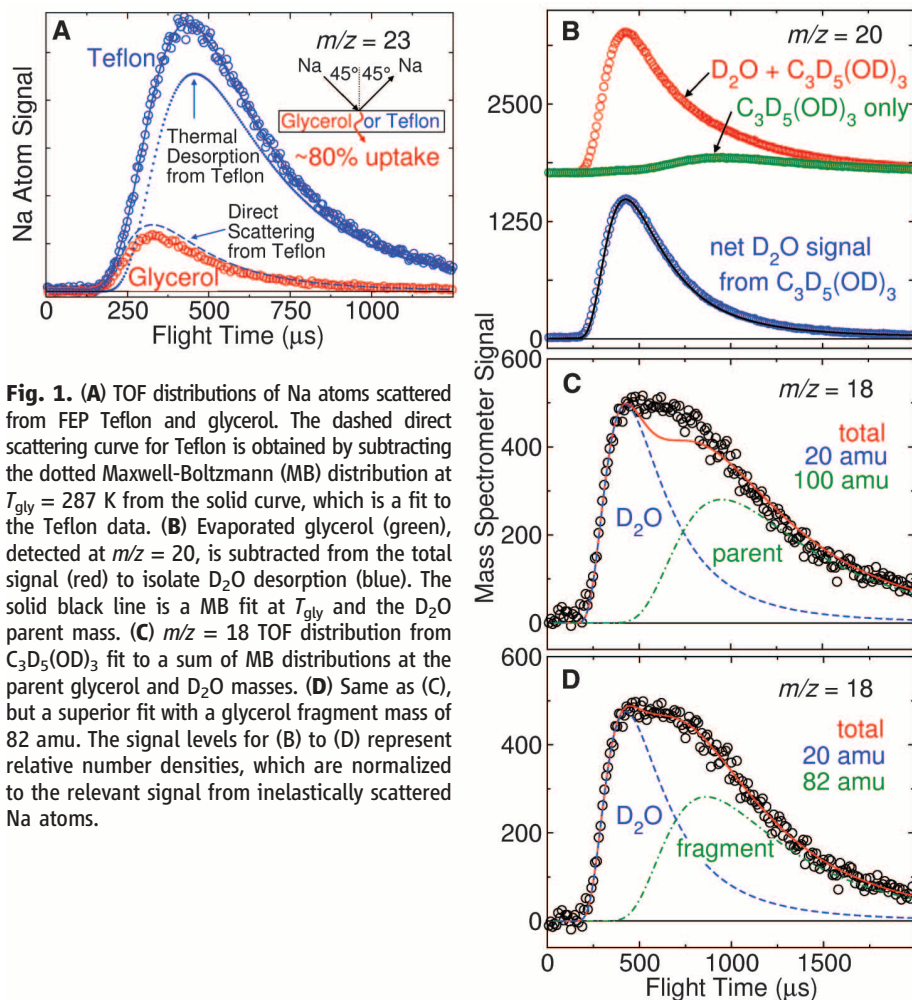 A
m/z = 23
Teflon
Na
45°
45°
Na
Glycerol or Teflon
~80% uptake
Thermal
Desorption
from Teflon
Direct
Scattering
from Teflon
Glycerol
Na Atom Signal
0 250 500 750 1000
Flight Time (μs)
B
m/z = 20
D₂O + C₃D₅(OD)₃
C₃D₅(OD)₃ only
2500
1250
0
net D₂O signal
from C₃D₅(OD)₃
Mass Spectrometer Signal
C
600
400
200
0
m/z = 18
total
20 amu
100 amu
D₂O
parent
D
600
400
200
0
m/z = 18
total
20 amu
82 amu
D₂O
fragment
0 500 1000 1500
Flight Time (μs)
Fig. 1. (A) TOF distributions of Na atoms scattered
from FEP Teflon and glycerol. The dashed direct
scattering curve for Teflon is obtained by subtracting
the dotted Maxwell-Boltzmann (MB) distribution at
T_gly = 287 K from the solid curve, which is a fit to
the Teflon data. (B) Evaporated glycerol (green),
detected at m/z = 20, is subtracted from the total
signal (red) to isolate D₂O desorption (blue). The
solid black line is a MB fit at T_gly and the D₂O
parent mass. (C) m/z = 18 TOF distribution from
C₃D₅(OD)₃ fit to a sum of MB distributions at the
parent glycerol and D₂O masses. (D) Same as (C),
but a superior fit with a glycerol fragment mass of
82 amu. The signal levels for (B) to (D) represent
relative number densities, which are normalized
to the relevant signal from inelastically scattered
Na atoms.